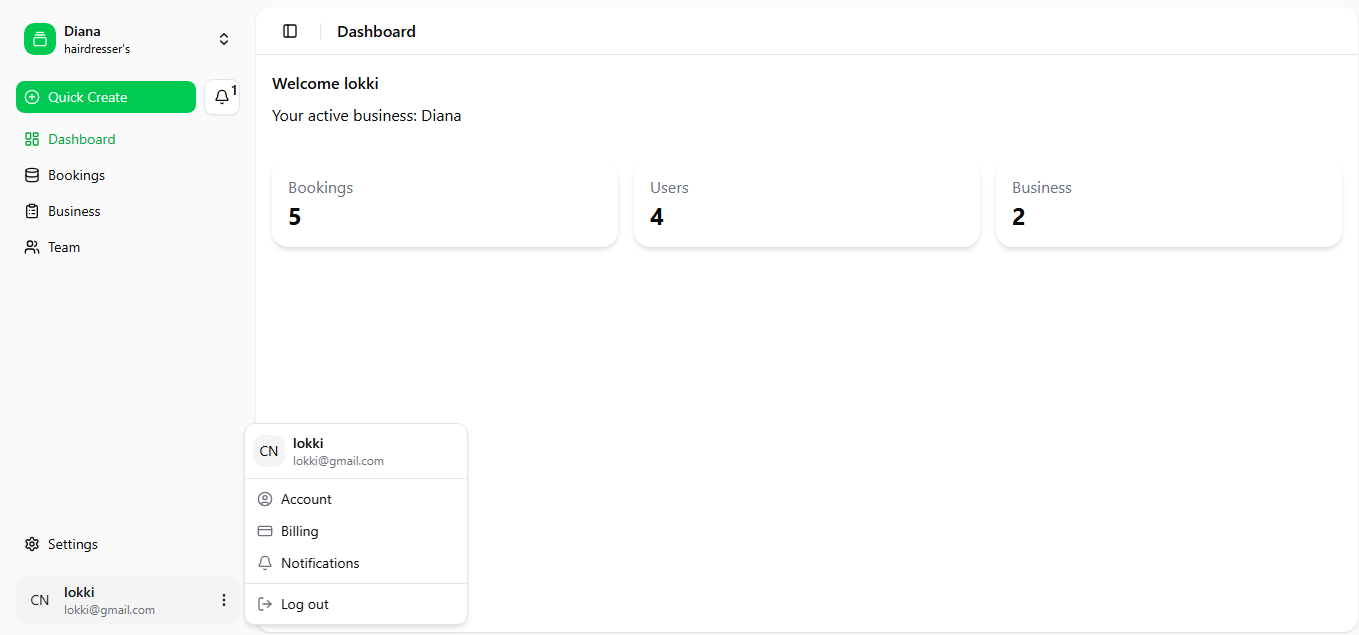 Diana
hairdresser's
Quick Create
1
Dashboard
Bookings
Business
Team
Settings
CN
lokki
lokki@gmail.com
Dashboard
Welcome lokki
Your active business: Diana
Bookings
5
Users
4
Business
2
CN
lokki
lokki@gmail.com
Account
Billing
Notifications
Log out